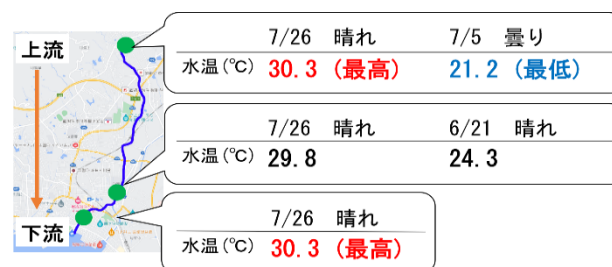 上流
下流
7/26 晴れ 7/5 曇り
水温(℃) 30.3 (最高) 21.2 (最低)
7/26 晴れ 6/21 晴れ
水温(℃) 29.8 24.3
7/26 晴れ
水温(℃) 30.3 (最高)